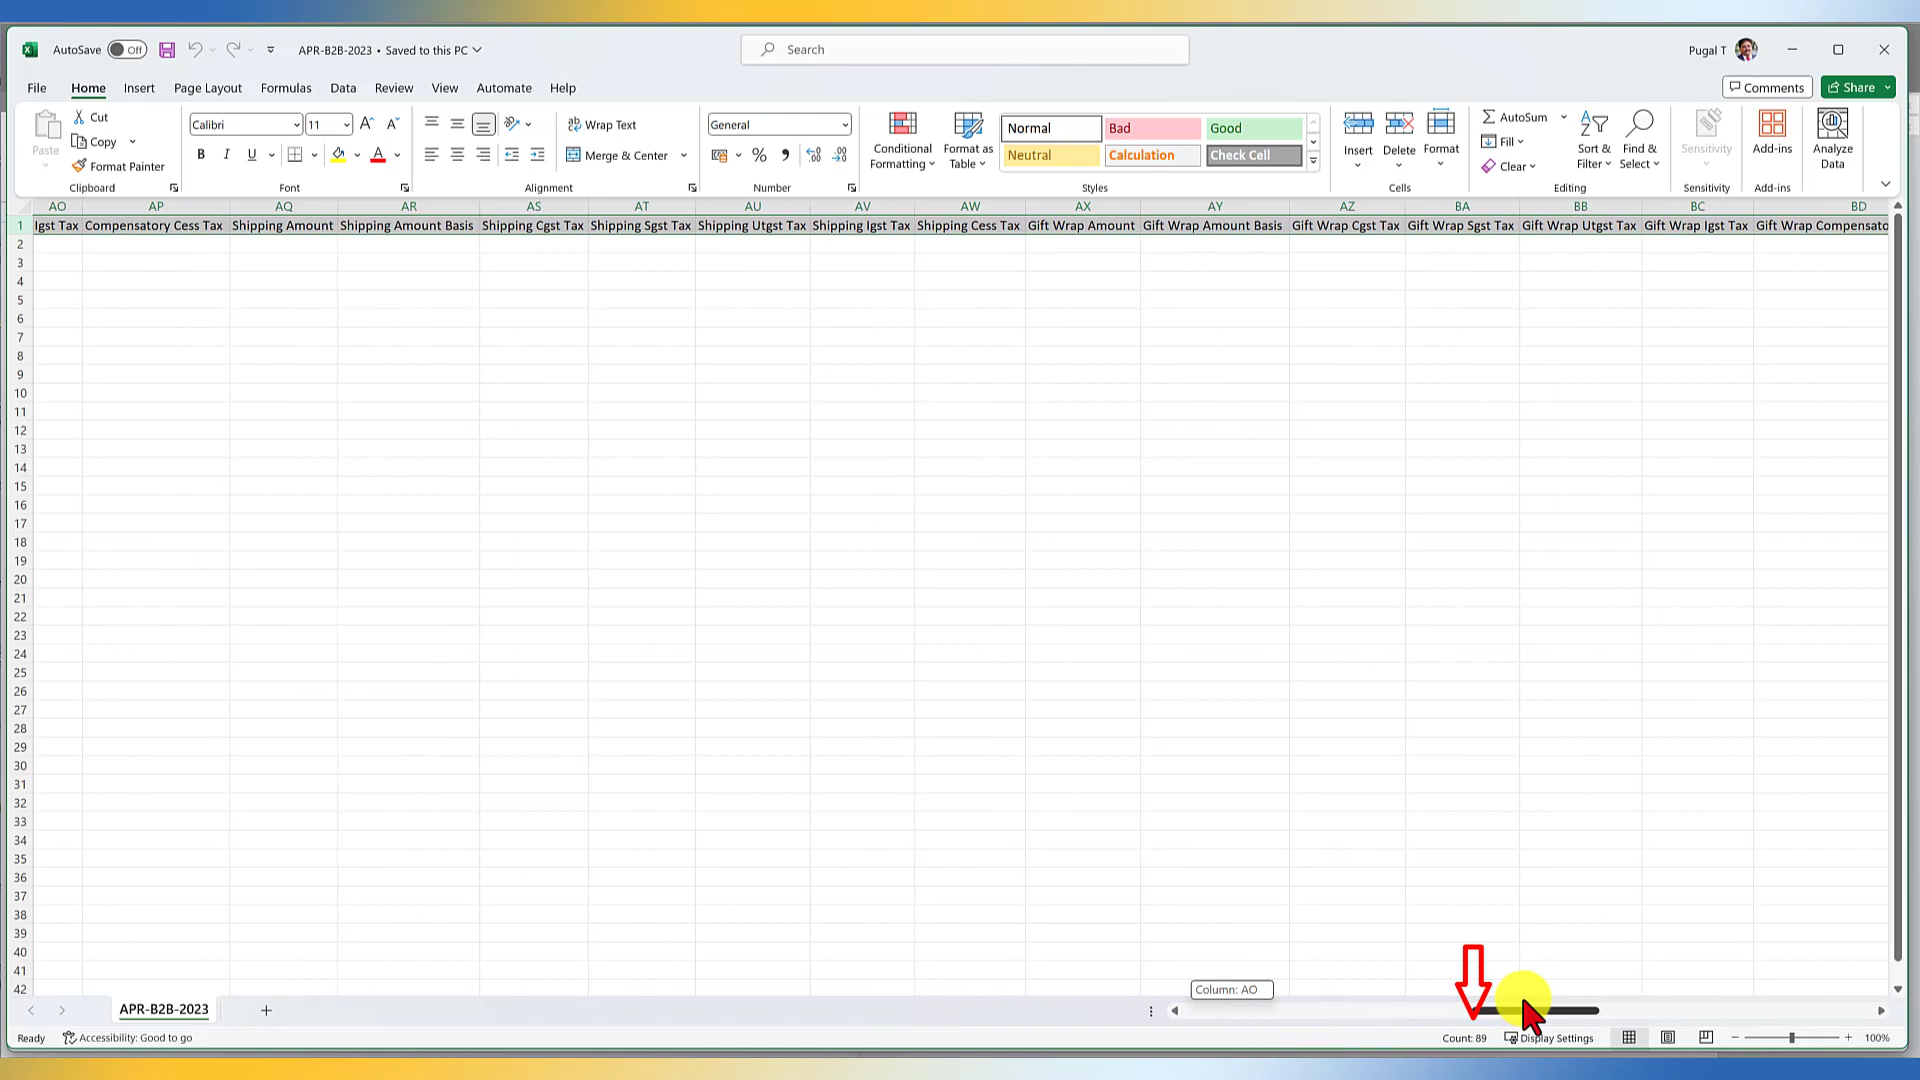 AutoSave Off APR-B2B-2023 • Saved to this PC Search Pugal T
File Home Insert Page Layout Formulas Data Review View Automate Help Comments Share
Paste Cut Copy Format Painter Clipboard
Calibri 11 B I U Font
Wrap Text Merge & Center Alignment
General % Number
Conditional Formatting Format as Table
Normal Bad Good
Neutral Calculation Check Cell
Styles
Insert Delete Format Cells
AutoSum Fill Clear Sort & Filter Find & Select Editing
Sensitivity Sensitivity
Add-ins Add-ins
Analyze Data
AO AP AQ AR AS AT AU AV AW AX AY AZ BA BB BC BD
1 Igst Tax Compensatory Cess Tax Shipping Amount Shipping Amount Basis Shipping Cgst Tax Shipping Sgst Tax Shipping Utgst Tax Shipping Igst Tax Shipping Cess Tax Gift Wrap Amount Gift Wrap Amount Basis Gift Wrap Cgst Tax Gift Wrap Sgst Tax Gift Wrap Utgst Tax Gift Wrap Igst Tax Gift Wrap Compensato
2
3
4
5
6
7
8
9
10
11
12
13
14
15
16
17
18
19
20
21
22
23
24
25
26
27
28
29
30
31
32
33
34
35
36
37
38
39
40
41
42
Column: AO
APR-B2B-2023
Ready Accessibility: Good to go Count: 89 Display Settings 100%